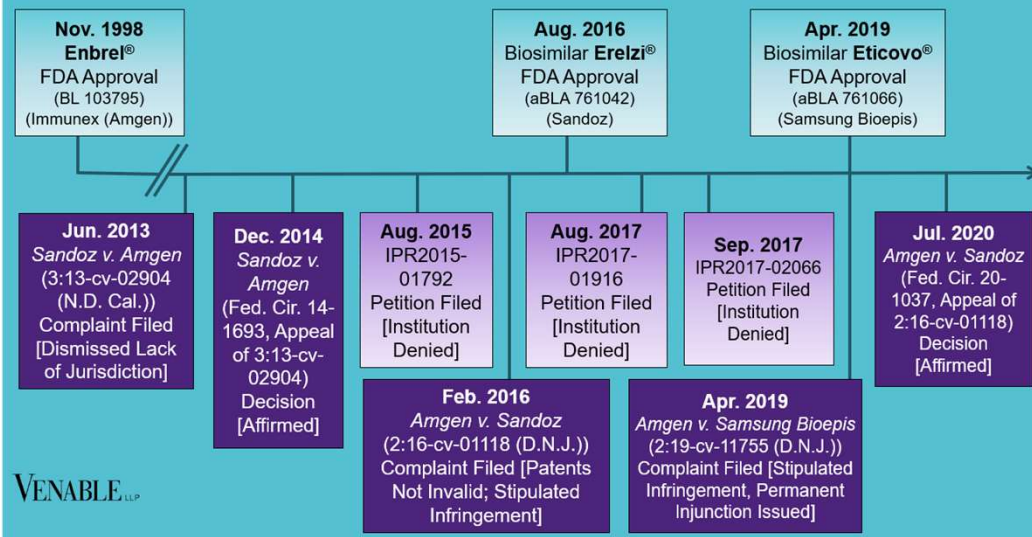 Nov. 1998
Enbrel®
FDA Approval
(BL 103795)
(Immunex (Amgen))
Aug. 2016
Biosimilar Erelzi®
FDA Approval
(aBLA 761042)
(Sandoz)
Apr. 2019
Biosimilar Eticovo®
FDA Approval
(aBLA 761066)
(Samsung Bioepis)
Jun. 2013
Sandoz v. Amgen
(3:13-cv-02904
(N.D. Cal.))
Complaint Filed
[Dismissed Lack
of Jurisdiction]
Dec. 2014
Sandoz v.
Amgen
(Fed. Cir. 14-
1693, Appeal
of 3:13-cv-
02904)
Decision
[Affirmed]
Aug. 2015
IPR2015-
01792
Petition Filed
[Institution
Denied]
Aug. 2017
IPR2017-
01916
Petition Filed
[Institution
Denied]
Sep. 2017
IPR2017-02066
Petition Filed
[Institution
Denied]
Jul. 2020
Amgen v. Sandoz
(Fed. Cir. 20-
1037, Appeal of
2:16-cv-01118)
Decision
[Affirmed]
Feb. 2016
Amgen v. Sandoz
(2:16-cv-01118 (D.N.J.))
Complaint Filed [Patents
Not Invalid; Stipulated
Infringement]
Apr. 2019
Amgen v. Samsung Bioepis
(2:19-cv-11755 (D.N.J.))
Complaint Filed [Stipulated
Infringement, Permanent
Injunction Issued]
VENABLE LLP